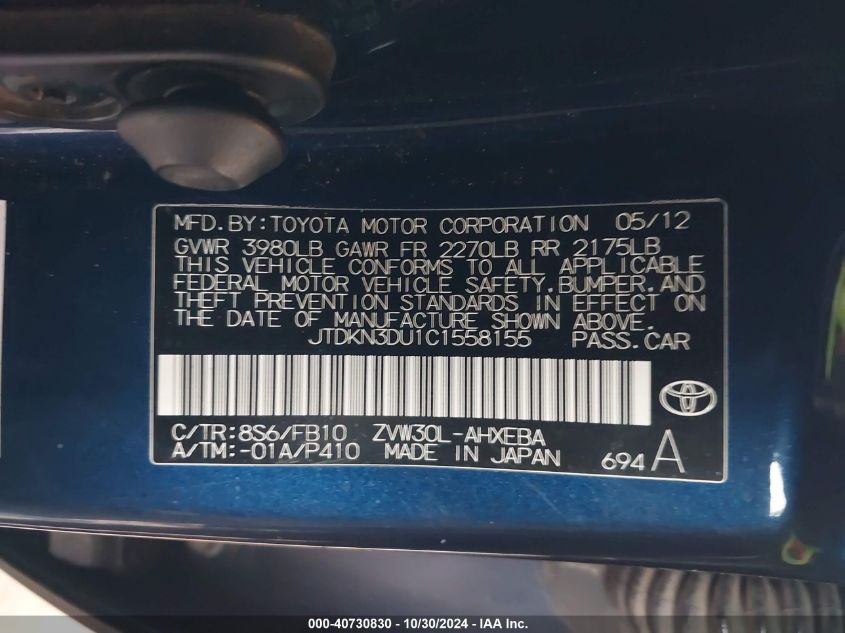 MFD.BY:TOYOTA MOTOR CORPORATION 05/12
GVWR 3980LB GAWR FR 2270LB RR 2175LB
THIS VEHICLE CONFORMS TO ALL APPLICABLE
FEDERAL MOTOR VEHICLE SAFETY,BUMPER,AND
THEFT PREVENTION STANDARDS IN EFFECT ON
THE DATE OF MANUFACTURE SHOWN ABOVE.
JTDKN3DU1C1558155 PASS.CAR
C/TR:8S6/FB10 ZVW30L-AHXEBA
A/TM:-01A/P410 MADE IN JAPAN 694 A
000-40730830 - 10/30/2024 - IAA Inc.